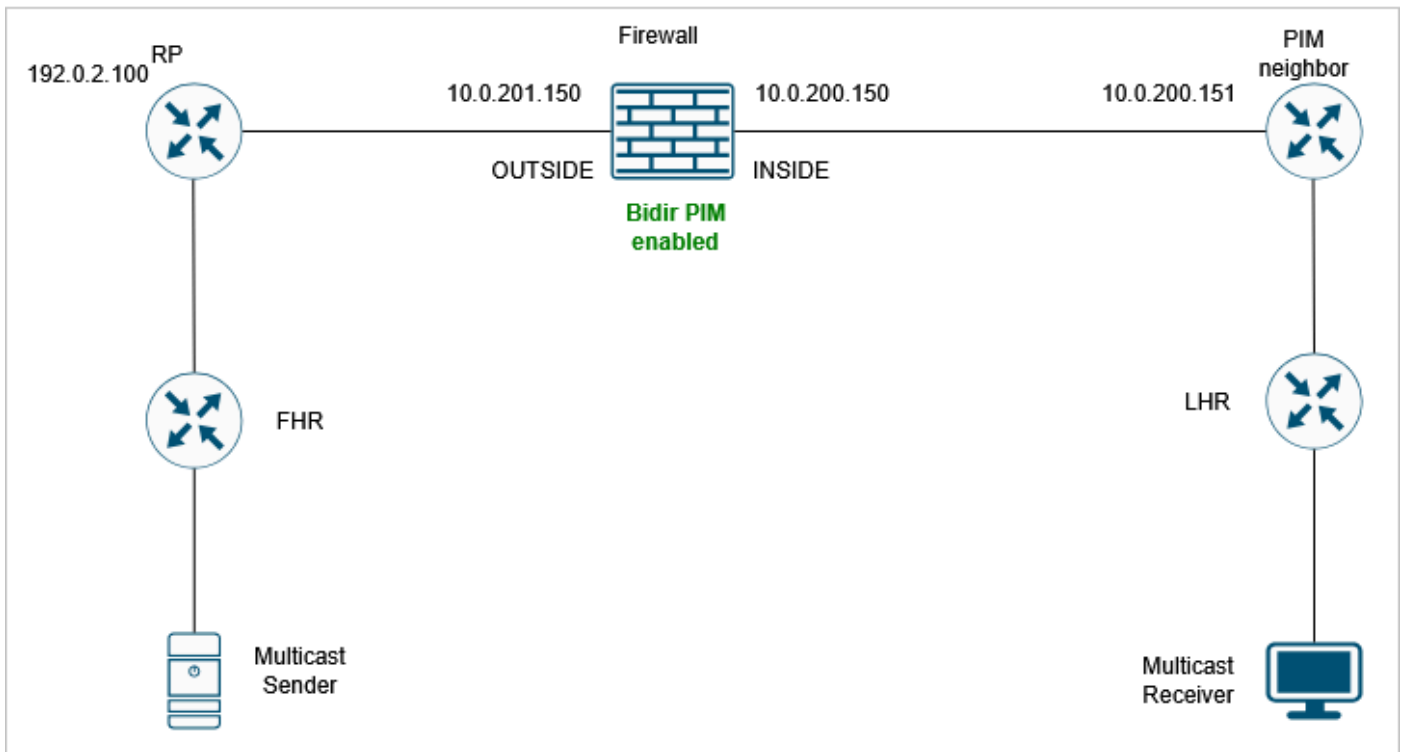 Firewall
RP
192.0.2.100
PIM
neighbor
10.0.201.150
10.0.200.150
10.0.200.151
OUTSIDE
INSIDE
Bidir PIM
enabled
FHR
LHR
Multicast
Sender
Multicast
Receiver